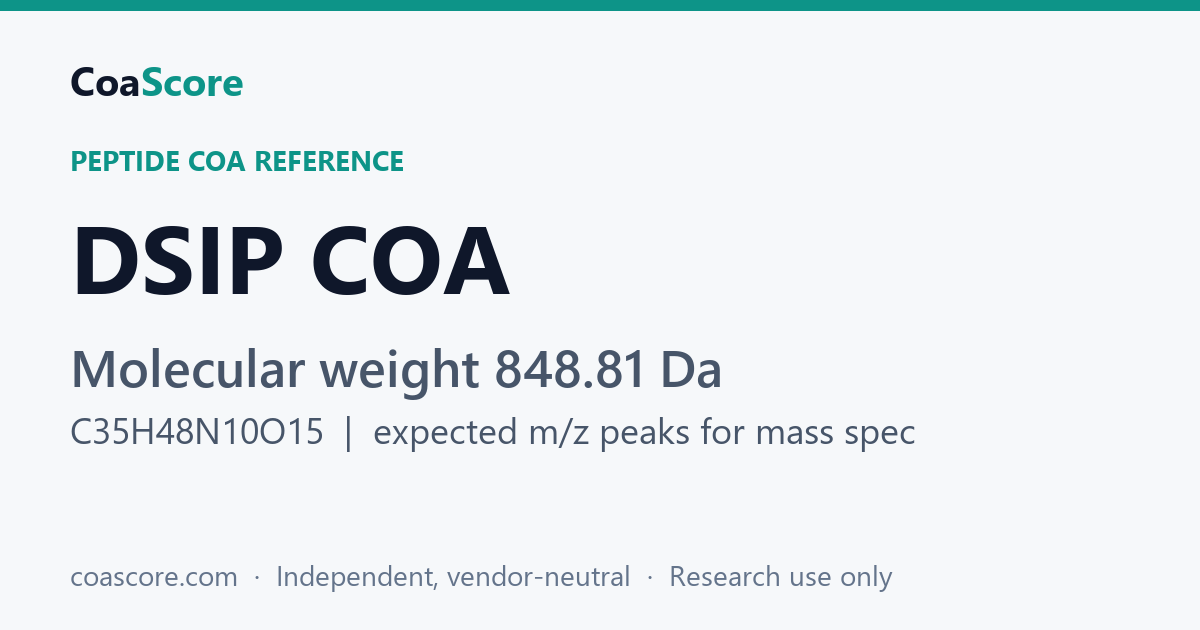 CoaScore
PEPTIDE COA REFERENCE
DSIP COA
Molecular weight 848.81 Da
C35H48N10O15 | expected m/z peaks for mass spec
coascore.com · Independent, vendor-neutral · Research use only